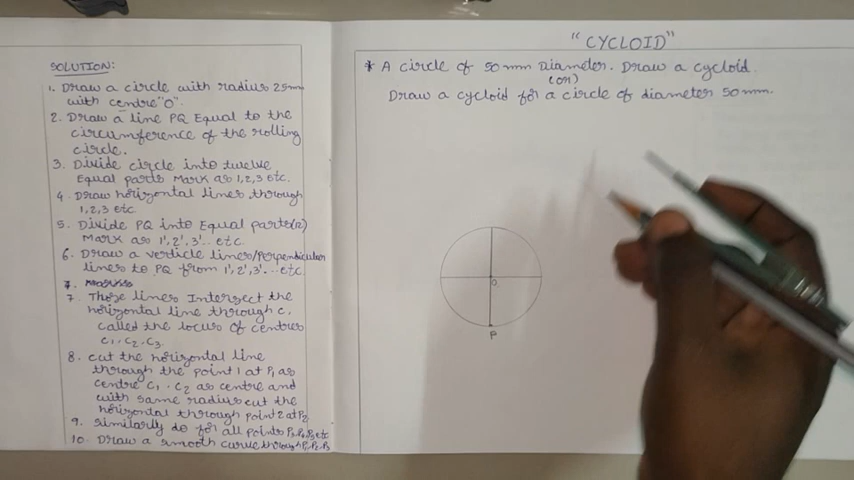 SOLUTION:
1. Draw a circle with radius 25mm
with centre "O".
2. Draw a line PQ Equal to the
circumference of the rolling
circle.
3. Divide circle into twelve
Equal parts Mark as 1,2,3 etc.
4. Draw horizontal lines through
1,2,3 etc
5. Divide PQ into Equal parts(12)
Mark as 1',2',3'... etc.
6. Draw a verticle lines/Perpendicular
lines to PQ from 1',2',3'... etc.
7.
7. Those lines Intersect the
horizontal line through c.
called the locus of centres
C1. C2. C3.
8. cut the horizontal line
through the point 1 at P1 as
centre C1. C2 as centre and
with same radius cut the
horizontal through point 2 at P2
9. similarly do for all points P3,P4,P5 etc
10. Draw a smooth curve through P1,P2,P3
"CYCLOID"
* A circle of 50mm Diameter. Draw a cycloid.
(OR)
Draw a cycloid for a circle of diameter 50mm.
O
P